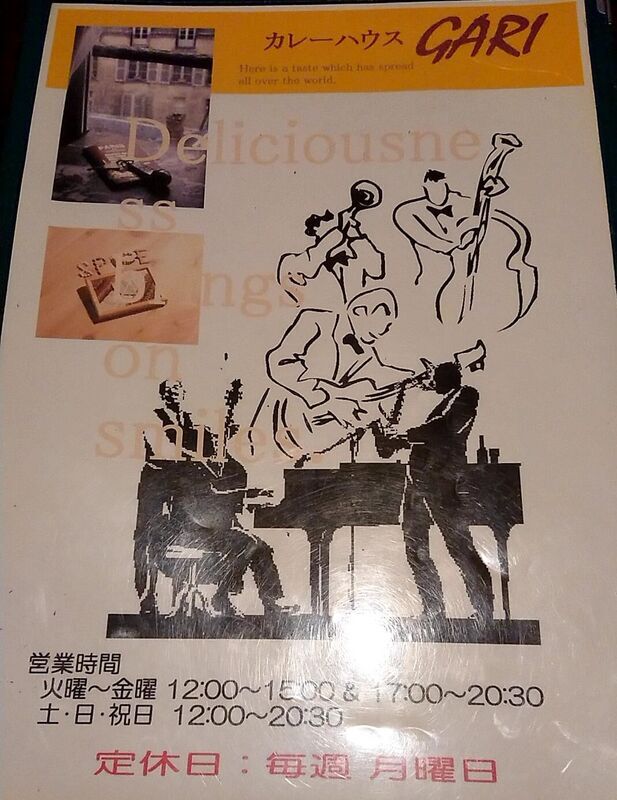 カレーハウス GARI
Here is a taste which has spread
all over the world.
Deliciousne
ss
SPICE
on
smiles
営業時間
火曜～金曜 12:00～15:00 & 17:00～20:30
土・日・祝日 12:00～20:30
定休日：毎週 月曜日